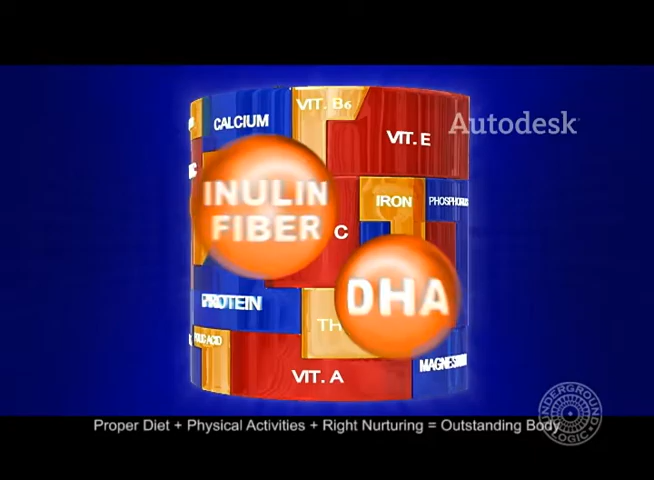 CALCIUM
VIT. B6
VIT. E
Autodesk
INULIN
FIBER
C
IRON
PHOSPHORUS
DHA
PROTEIN
TH
FOLIC ACID
VIT. A
MAGNESIUM
UNDERGROUND
LOGIC
Proper Diet + Physical Activities + Right Nurturing = Outstanding Body